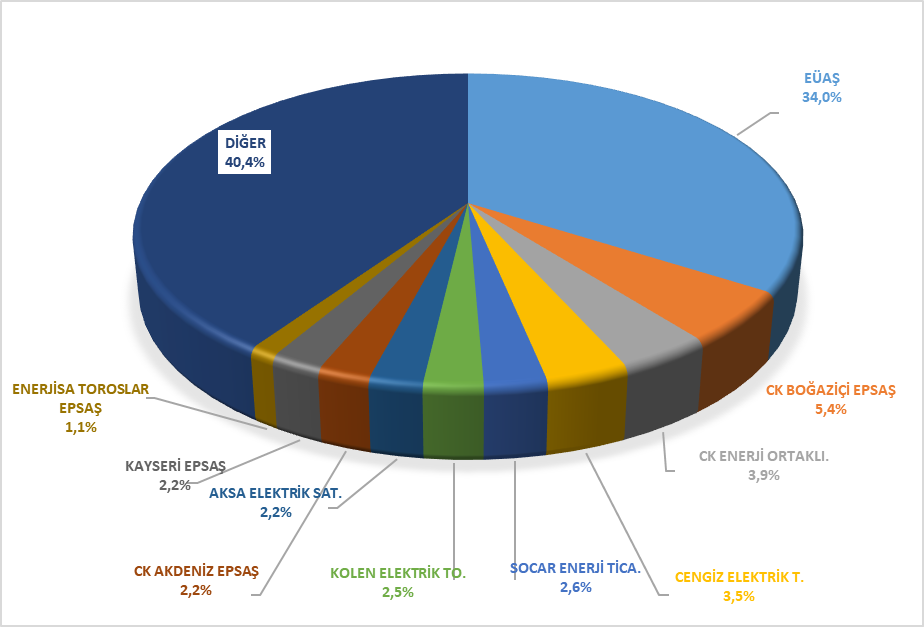 EÜAŞ
34,0%
DİĞER
40,4%
CK BOĞAZİÇİ EPSAŞ
5,4%
ENERJİSA TOROSLAR
EPSAŞ
1,1%
CK ENERJİ ORTAKLI.
3,9%
KAYSERİ EPSAŞ
2,2%
AKSA ELEKTRİK SAT.
2,2%
CK AKDENİZ EPSAŞ
2,2%
KOLEN ELEKTRİK TO.
2,5%
SOCAR ENERJİ TİCA.
2,6%
CENGİZ ELEKTRİK T.
3,5%